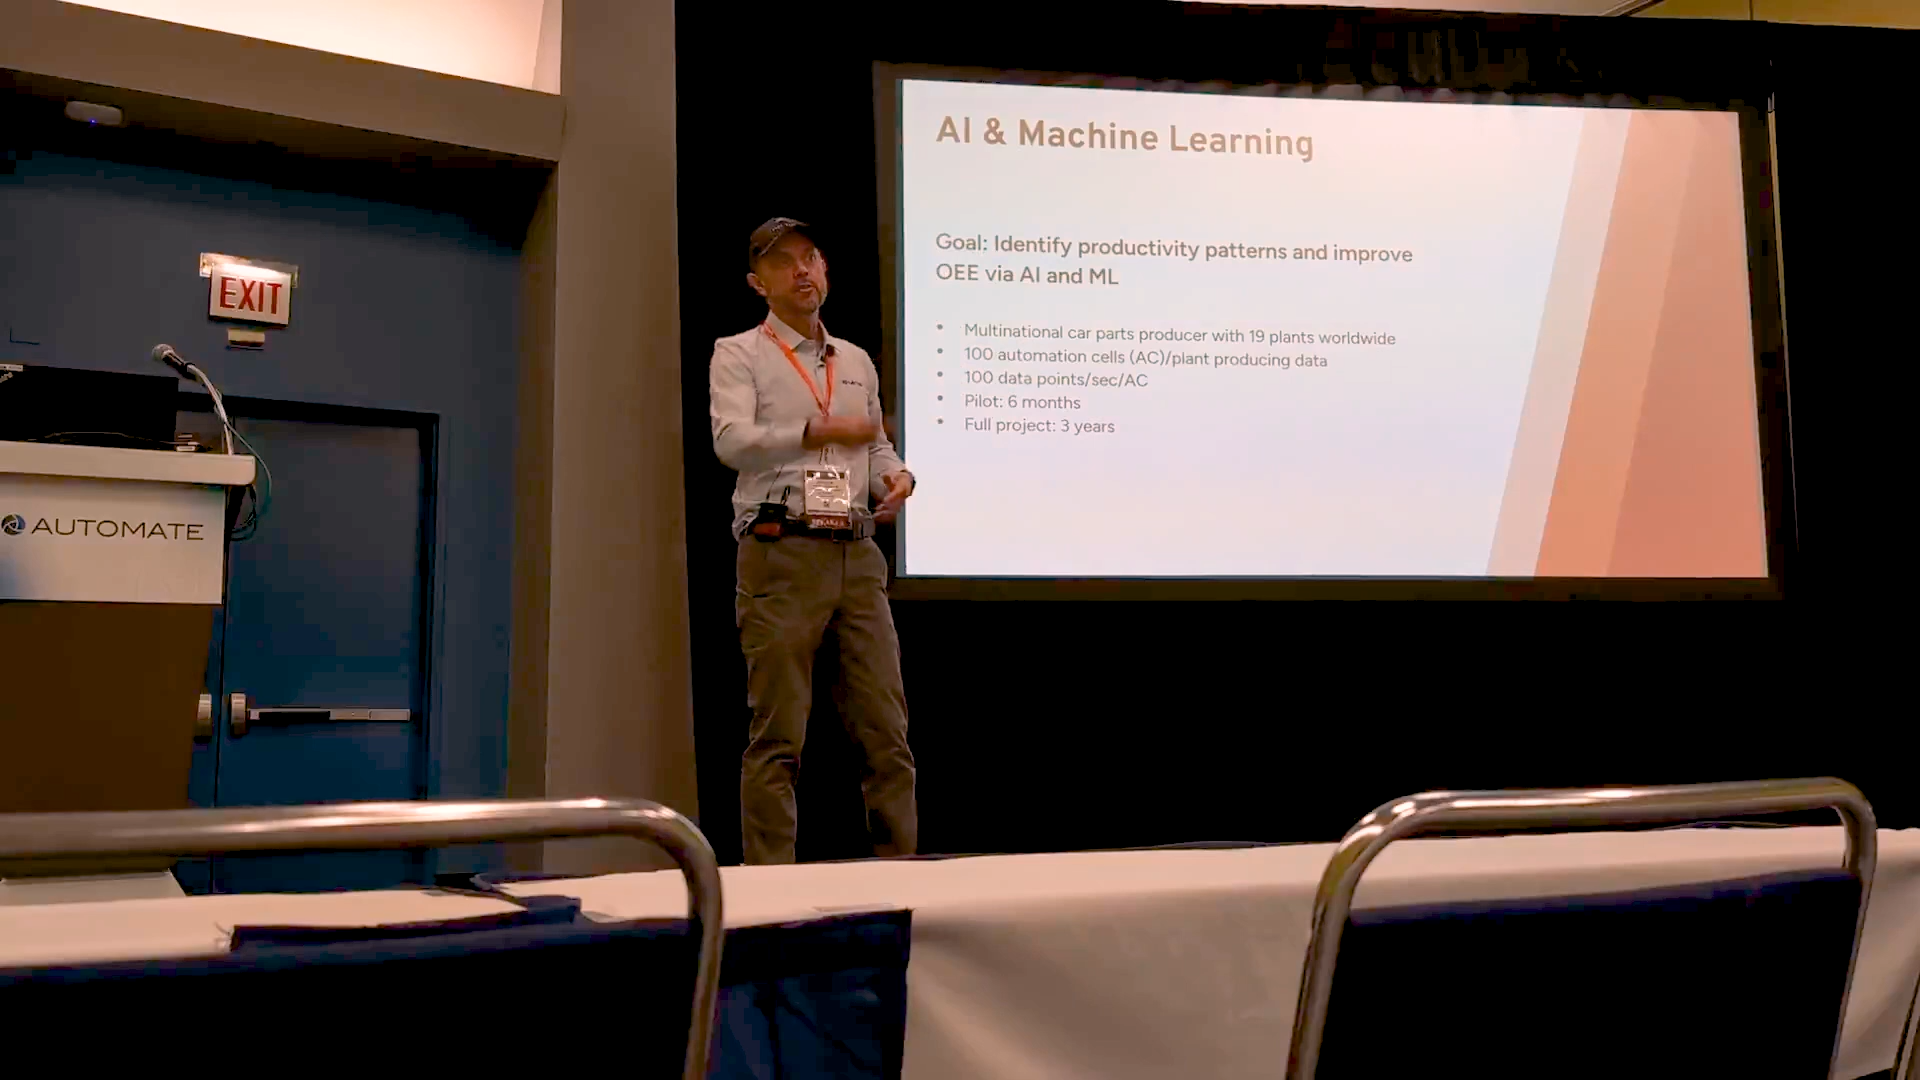 AI & Machine Learning
Goal: Identify productivity patterns and improve
OEE via AI and ML
• Multinational car parts producer with 19 plants worldwide
• 100 automation cells (AC)/plant producing data
• 100 data points/sec/AC
• Pilot: 6 months
• Full project: 3 years
EXIT
AUTOMATE